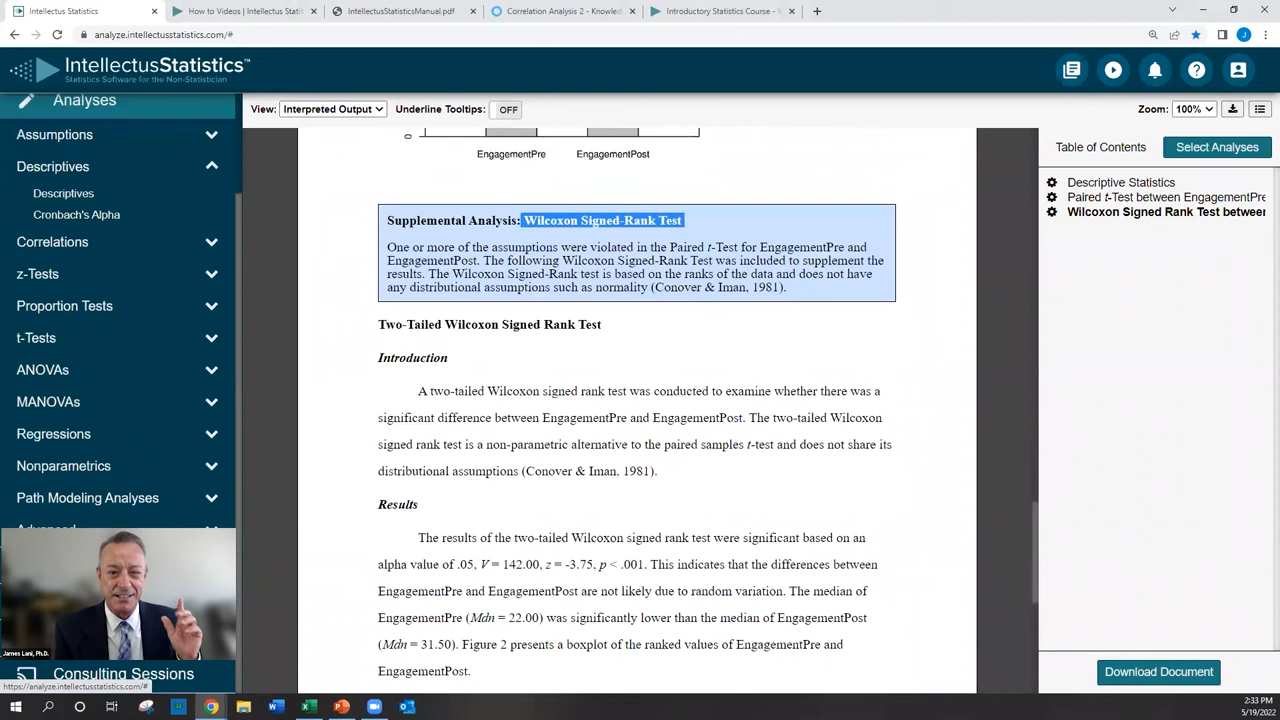 Intellectus Statistics
How to Videos | Intellectus Stati
IntellectusStatisticsManual.pdf
Correlation Analysis 2 - Knowled
Introductory Statistics Course -
analyze.intellectusstatistics.com/#
J
IntellectusStatistics™
Statistics Software for the Non-Statistician
Analyses
View: Interpreted Output
Underline Tooltips: OFF
Zoom: 100%
Assumptions
Descriptives
Descriptives
Cronbach's Alpha
Correlations
z-Tests
Proportion Tests
t-Tests
ANOVAs
MANOVAs
Regressions
Nonparametrics
Path Modeling Analyses
Consulting Sessions
James Lani, Ph.D.
https://analyze.intellectusstatistics.com/#
0
EngagementPre EngagementPost
Supplemental Analysis: Wilcoxon Signed-Rank Test
One or more of the assumptions were violated in the Paired t-Test for EngagementPre and
EngagementPost. The following Wilcoxon Signed-Rank Test was included to supplement the
results. The Wilcoxon Signed-Rank test is based on the ranks of the data and does not have
any distributional assumptions such as normality (Conover & Iman, 1981).
Two-Tailed Wilcoxon Signed Rank Test
Introduction
A two-tailed Wilcoxon signed rank test was conducted to examine whether there was a
significant difference between EngagementPre and EngagementPost. The two-tailed Wilcoxon
signed rank test is a non-parametric alternative to the paired samples t-test and does not share its
distributional assumptions (Conover & Iman, 1981).
Results
The results of the two-tailed Wilcoxon signed rank test were significant based on an
alpha value of .05, V = 142.00, z = -3.75, p < .001. This indicates that the differences between
EngagementPre and EngagementPost are not likely due to random variation. The median of
EngagementPre (Mdn = 22.00) was significantly lower than the median of EngagementPost
(Mdn = 31.50). Figure 2 presents a boxplot of the ranked values of EngagementPre and
EngagementPost.
Table of Contents
Select Analyses
Descriptive Statistics
Paired t-Test between EngagementPre
Wilcoxon Signed Rank Test between
Download Document
2:33 PM
5/19/2022